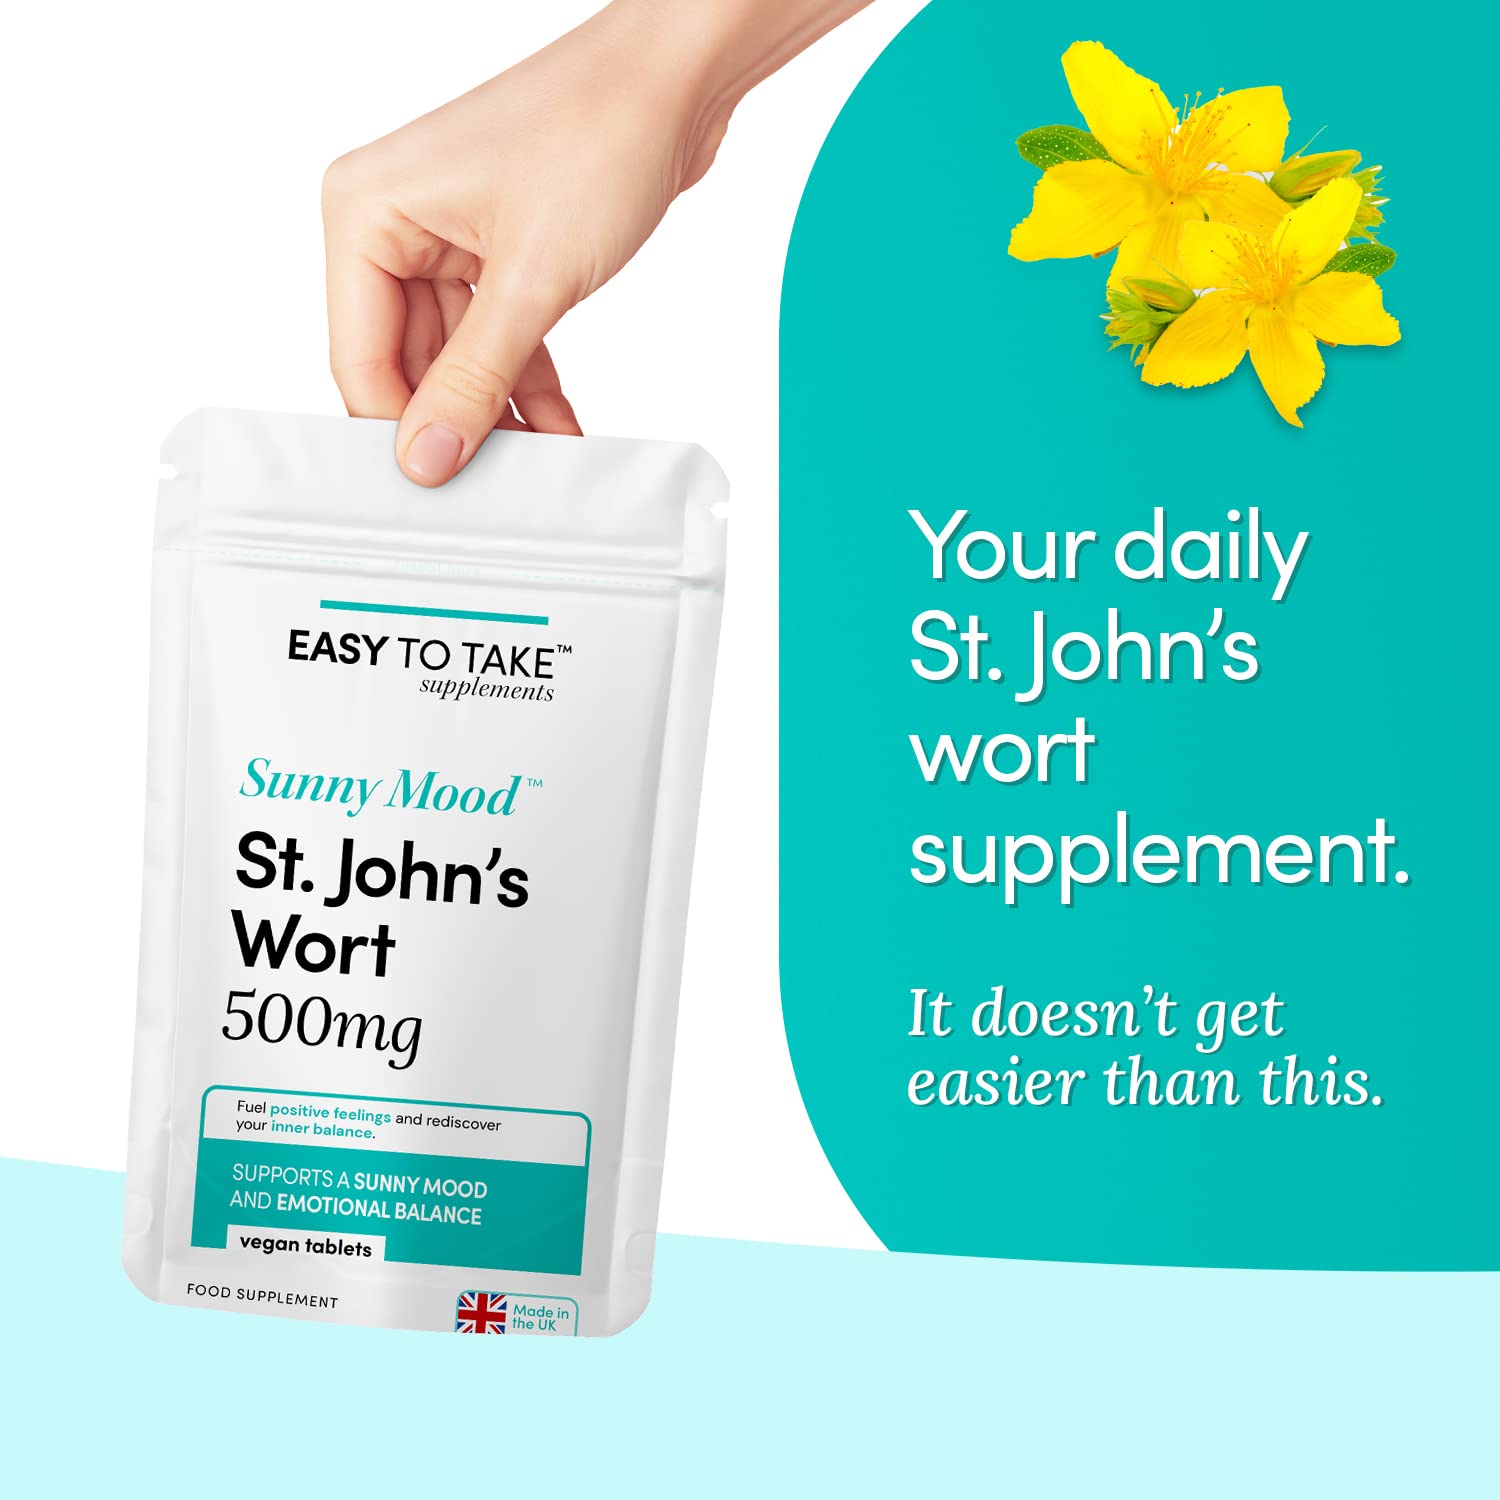 EASY TO TAKE™
supplements
Sunny Mood™
St. John's
Wort
500mg
Fuel positive feelings and rediscover
your inner balance.
SUPPORTS A SUNNY MOOD
AND EMOTIONAL BALANCE
vegan tablets
FOOD SUPPLEMENT
Made in
the UK
Your daily
St. John's
wort
supplement.
It doesn't get
easier than this.